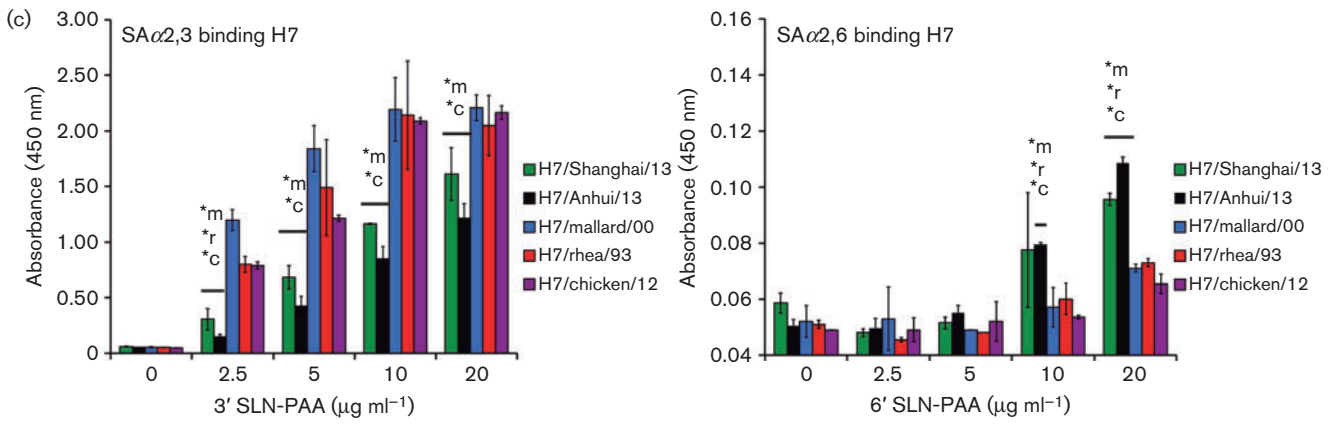 (c)
SAα2,3 binding H7
3.00
2.50
2.00
1.50
1.00
0.50
0
Absorbance (450 nm)
*m
*r
*c
*m
*c
*m
*c
*m
*c
0 2.5 5 10 20
3′ SLN-PAA (μg ml⁻¹)
H7/Shanghai/13
H7/Anhui/13
H7/mallard/00
H7/rhea/93
H7/chicken/12
SAα2,6 binding H7
0.16
0.14
0.12
0.10
0.08
0.06
0.04
Absorbance (450 nm)
*m
*r
*c
*m
*r
*c
0 2.5 5 10 20
6′ SLN-PAA (μg ml⁻¹)
H7/Shanghai/13
H7/Anhui/13
H7/mallard/00
H7/rhea/93
H7/chicken/12